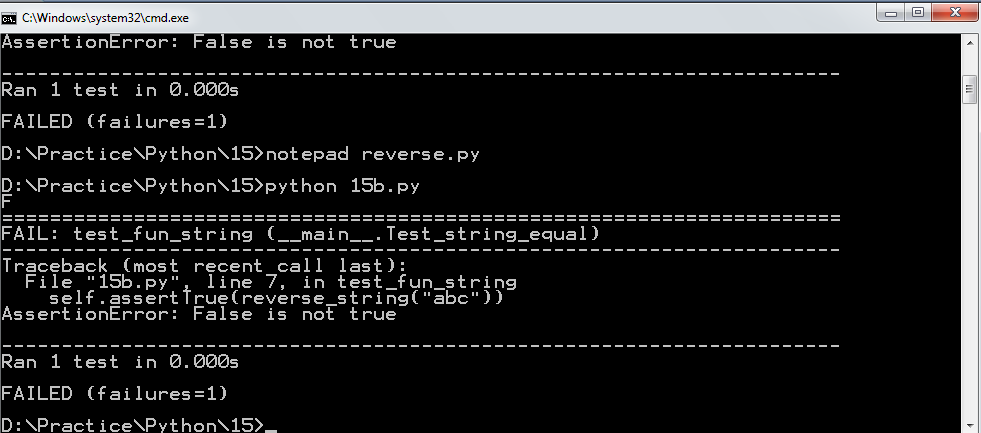 C:\Windows\system32\cmd.exe
AssertionError: False is not true
----------------------------------------------------------------------
Ran 1 test in 0.000s
FAILED (failures=1)
D:\Practice\Python\15>notepad reverse.py
D:\Practice\Python\15>python 15b.py
F
======================================================================
FAIL: test_fun_string (__main__.Test_string_equal)
----------------------------------------------------------------------
Traceback (most recent call last):
  File "15b.py", line 7, in test_fun_string
    self.assertTrue(reverse_string("abc"))
AssertionError: False is not true
----------------------------------------------------------------------
Ran 1 test in 0.000s
FAILED (failures=1)
D:\Practice\Python\15>_